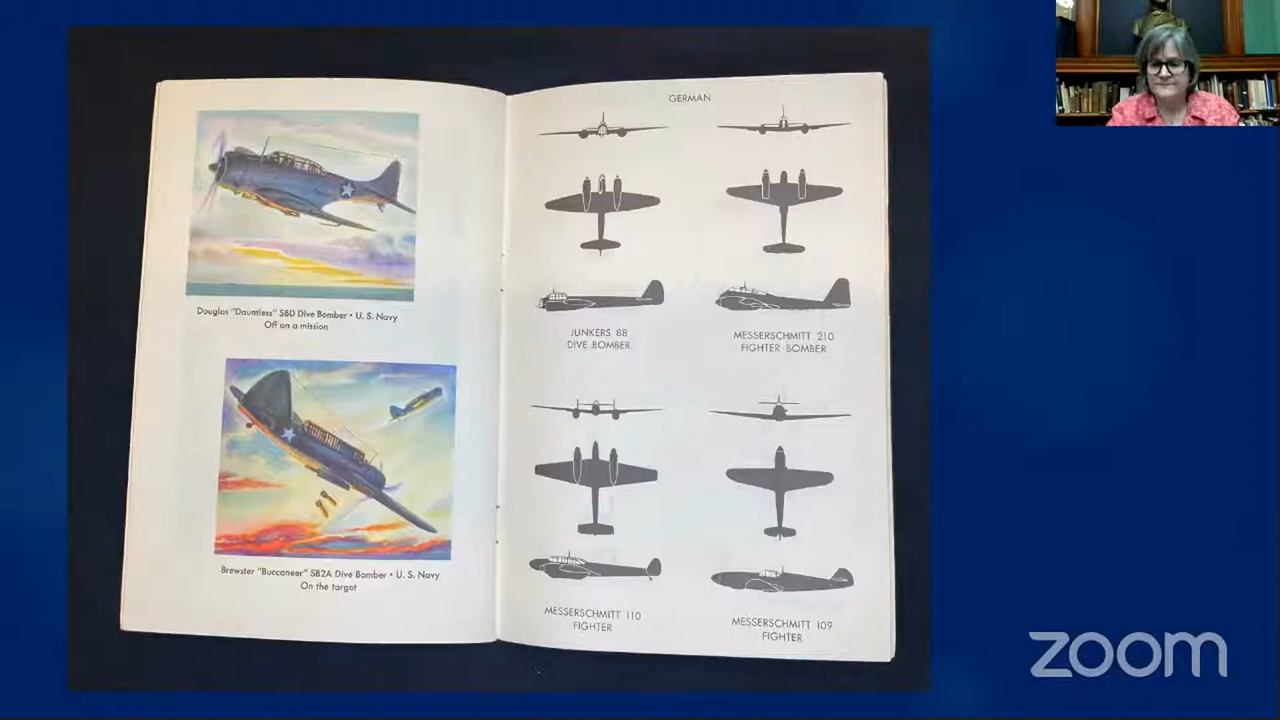 Douglas "Dauntless" SBD Dive Bomber • U. S. Navy
Off on a mission
Brewster "Buccaneer" SB2A Dive Bomber • U. S. Navy
On the target
GERMAN
JUNKERS 88
DIVE BOMBER
MESSERSCHMITT 210
FIGHTER BOMBER
MESSERSCHMITT 110
FIGHTER
MESSERSCHMITT 109
FIGHTER
zoom